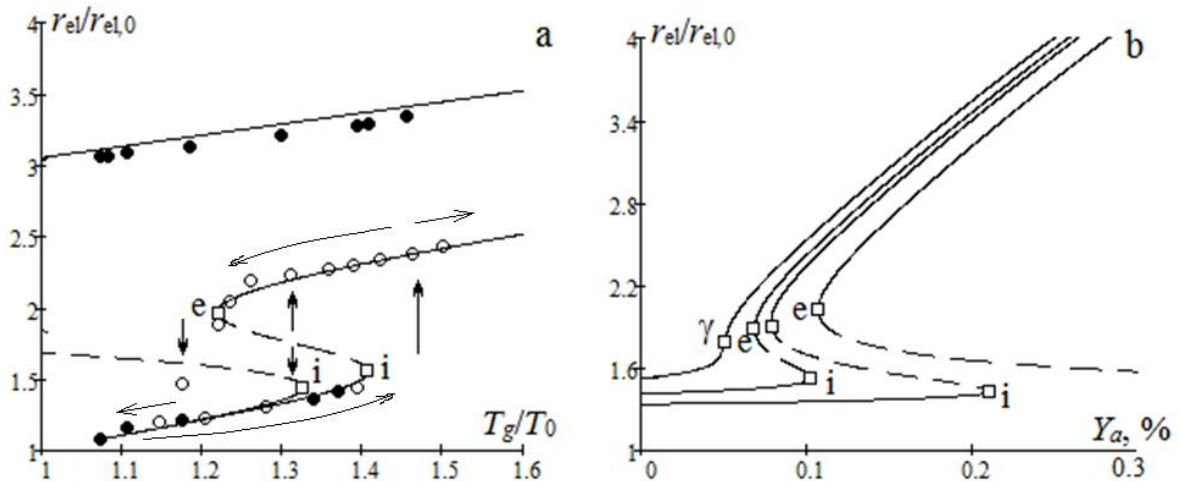 r_el/r_el,0
a
4
3.5
3
2.5
2
1.5
1
e
i
i
T_g/T_0
1 1.1 1.2 1.3 1.4 1.5 1.6
r_el/r_el,0
b
4
3.4
2.8
2.2
1.6
1
γ
e
e
i
i
Y_a, %
0 0.1 0.2 0.3